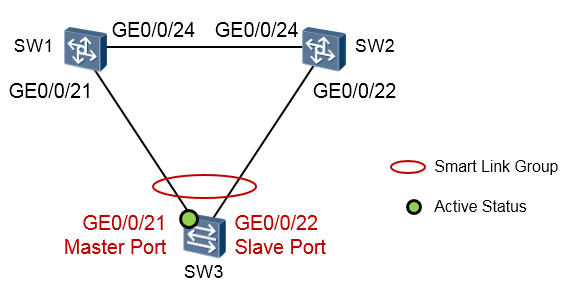 GE0/0/24
GE0/0/24
SW1
SW2
GE0/0/21
GE0/0/22
Smart Link Group
GE0/0/21
Master Port
GE0/0/22
Slave Port
Active Status
SW3